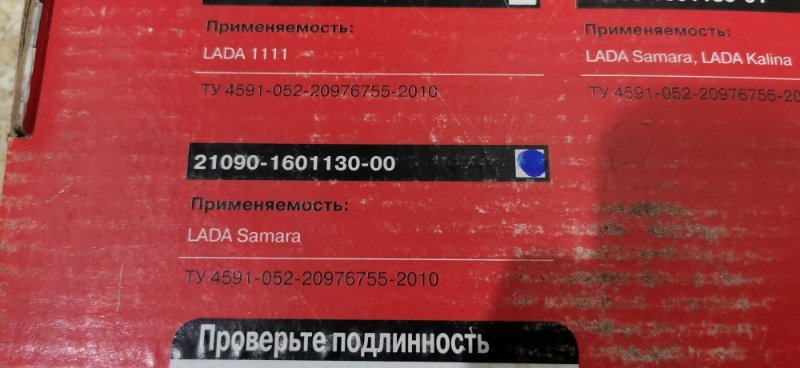 Применяемость:
LADA 1111
ТУ 4591-052-20976755-2010
Применяемость:
LADA Samara, LADA Kalina
ТУ 4591-052-20976755-20
21090-1601130-00
Применяемость:
LADA Samara
ТУ 4591-052-20976755-2010
Проверьте подлинность